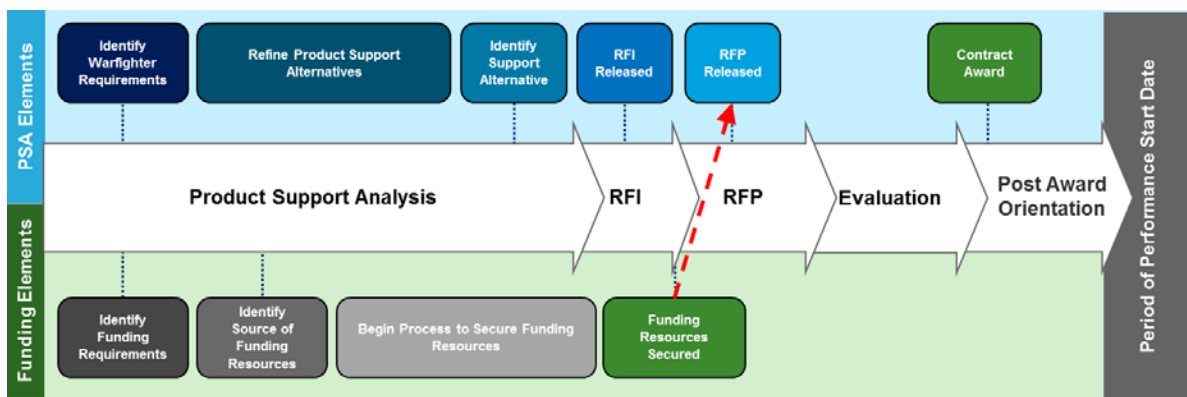 PSA Elements
Identify
Warfighter
Requirements
Refine Product Support
Alternatives
Identify
Support
Alternative
RFI
Released
RFP
Released
Contract
Award
Product Support Analysis
RFI
RFP
Evaluation
Post Award
Orientation
Period of Performance Start Date
Funding Elements
Identify
Funding
Requirements
Identify
Source of
Funding
Resources
Begin Process to Secure Funding
Resources
Funding
Resources
Secured